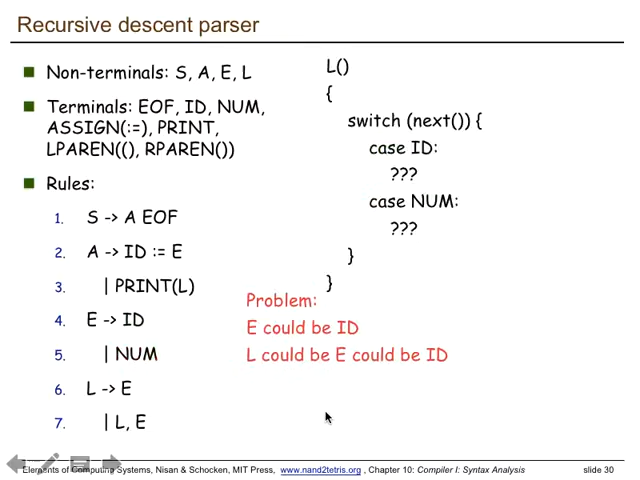 Recursive descent parser
Non-terminals: S, A, E, L
Terminals: EOF, ID, NUM,
ASSIGN(:=), PRINT,
LPAREN((), RPAREN())
Rules:
1. S -> A EOF
2. A -> ID := E
3. | PRINT(L)
4. E -> ID
5. | NUM
6. L -> E
7. | L, E
L()
{
switch (next()) {
case ID:
???
case NUM:
???
}
}
Problem:
E could be ID
L could be E could be ID
Elements of Computing Systems, Nisan & Schocken, MIT Press, www.nand2tetris.org , Chapter 10: Compiler I: Syntax Analysis slide 30